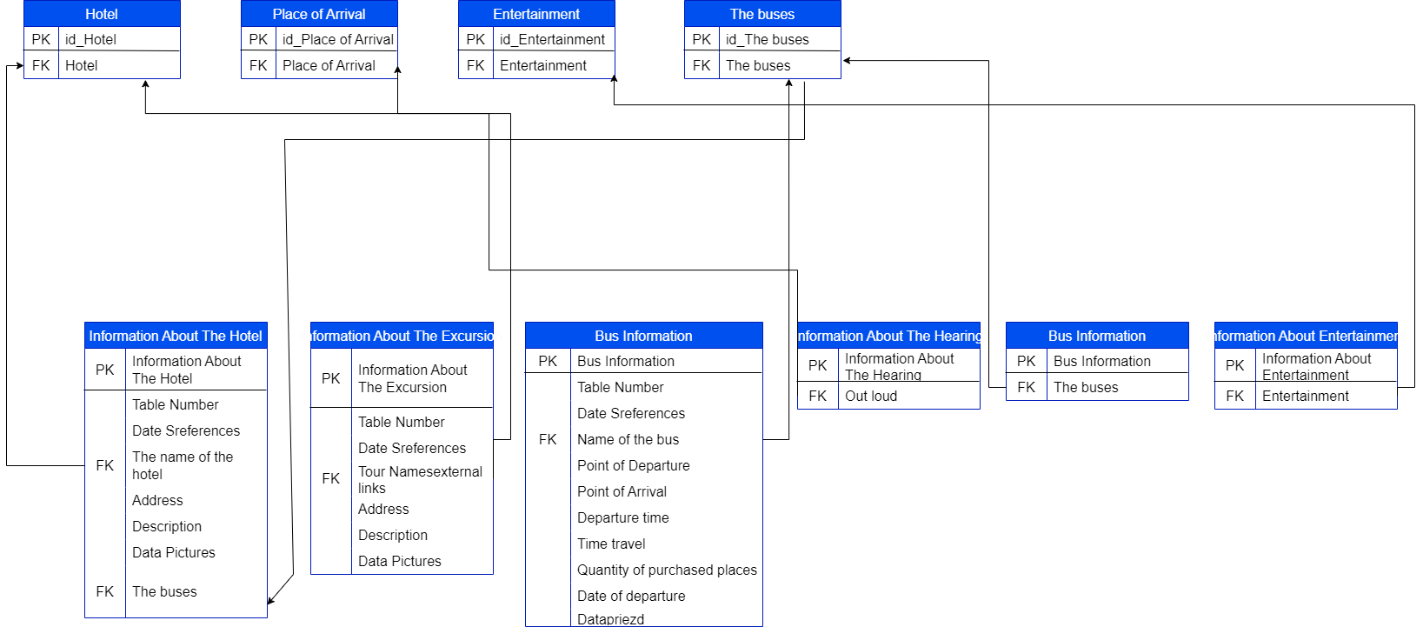 Hotel
PK id_Hotel
FK Hotel
Place of Arrival
PK id_Place of Arrival
FK Place of Arrival
Entertainment
PK id_Entertainment
FK Entertainment
The buses
PK id_The buses
FK The buses
Information About The Hotel
PK Information About
The Hotel
Table Number
Date Sreferences
FK The name of the
hotel
Address
Description
Data Pictures
FK The buses
nformation About The Excursio
PK Information About
The Excursion
Table Number
Date Sreferences
FK Tour Namesexternal
links
Address
Description
Data Pictures
Bus Information
PK Bus Information
Table Number
Date Sreferences
FK Name of the bus
Point of Departure
Point of Arrival
Departure time
Time travel
Quantity of purchased places
Date of departure
Datapriezd
nformation About The Hearing
PK Information About
The Hearing
FK Out loud
Bus Information
PK Bus Information
FK The buses
nformation About Entertainmen
PK Information About
Entertainment
FK Entertainment